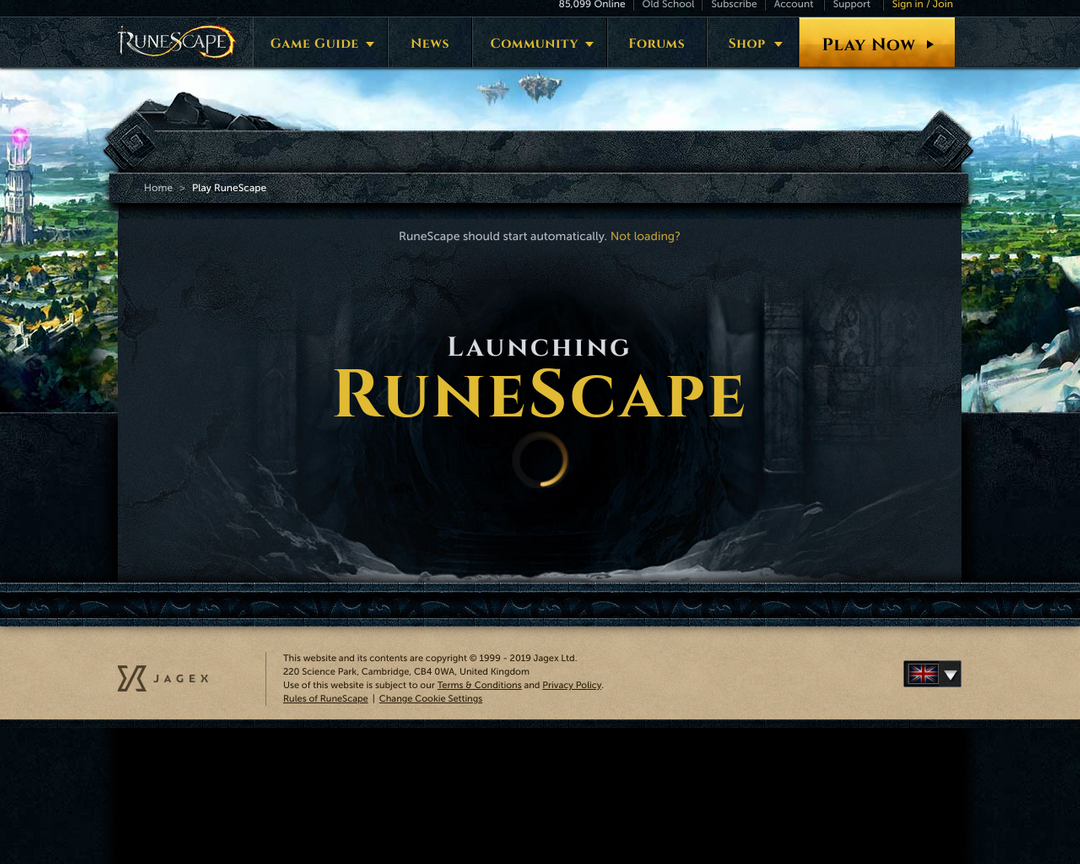 85,099 Online Old School Subscribe Account Support Sign in / Join
RuneScape Game Guide News Community Forums Shop Play Now
Home > Play RuneScape
RuneScape should start automatically. Not loading?
Launching
RuneScape
JAGEX
This website and its contents are copyright © 1999 - 2019 Jagex Ltd.
220 Science Park, Cambridge, CB4 0WA, United Kingdom
Use of this website is subject to our Terms & Conditions and Privacy Policy.
Rules of RuneScape | Change Cookie Settings